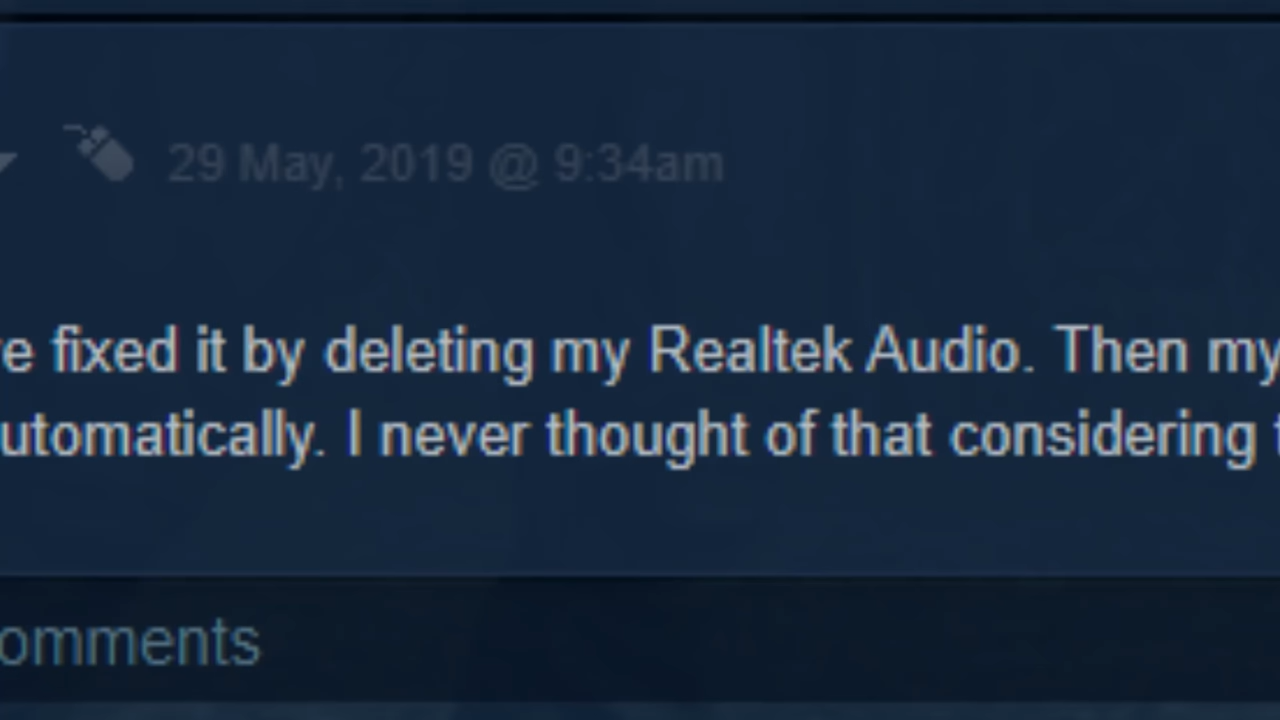 29 May, 2019 @ 9:34am
fixed it by deleting my Realtek Audio. Then my
utomatically. I never thought of that considering
omments